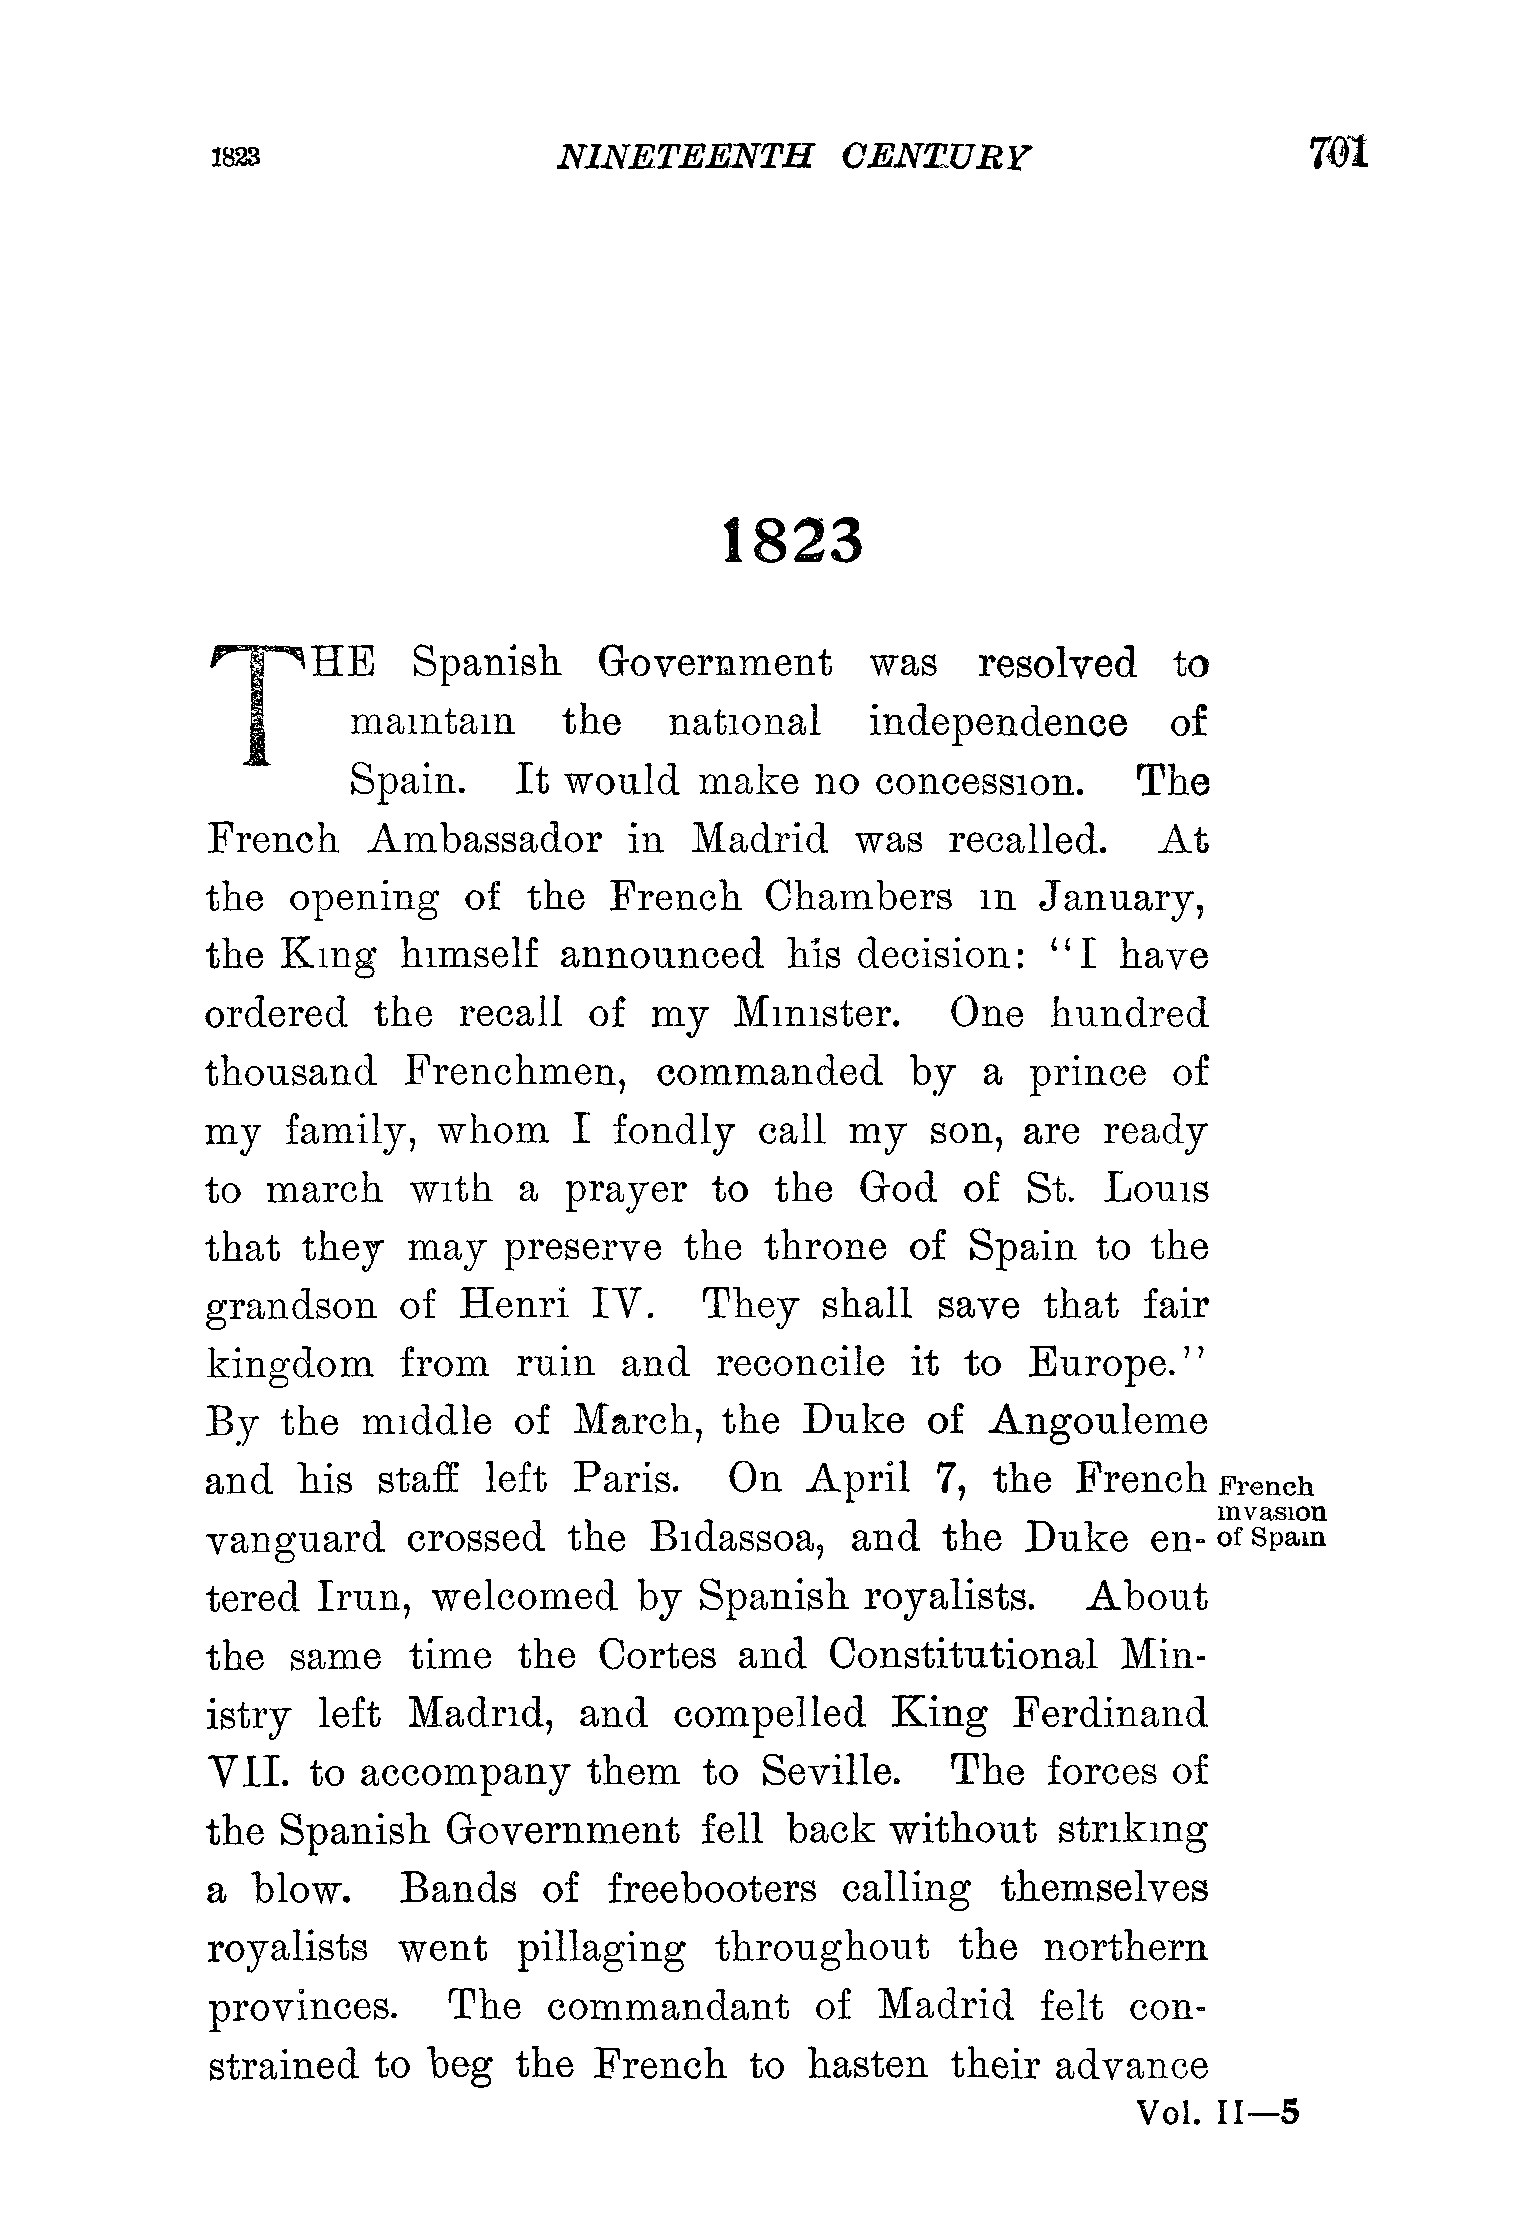 1823 NINETEENTH CENTURY 701
1823
THE Spanish Government was resolved to
maintain the national independence of
Spain. It would make no concession. The
French Ambassador in Madrid was recalled. At
the opening of the French Chambers in January,
the King himself announced his decision: "I have
ordered the recall of my Minister. One hundred
thousand Frenchmen, commanded by a prince of
my family, whom I fondly call my son, are ready
to march with a prayer to the God of St. Louis
that they may preserve the throne of Spain to the
grandson of Henri IV. They shall save that fair
kingdom from ruin and reconcile it to Europe."
By the middle of March, the Duke of Angouleme
and his staff left Paris. On April 7, the French
vanguard crossed the Bidassoa, and the Duke en-
French
invasion
of Spain
tered Irun, welcomed by Spanish royalists. About
the same time the Cortes and Constitutional Min-
istry left Madrid, and compelled King Ferdinand
VII. to accompany them to Seville. The forces of
the Spanish Government fell back without striking
a blow. Bands of freebooters calling themselves
royalists went pillaging throughout the northern
provinces. The commandant of Madrid felt con-
strained to beg the French to hasten their advance
Vol. II—5